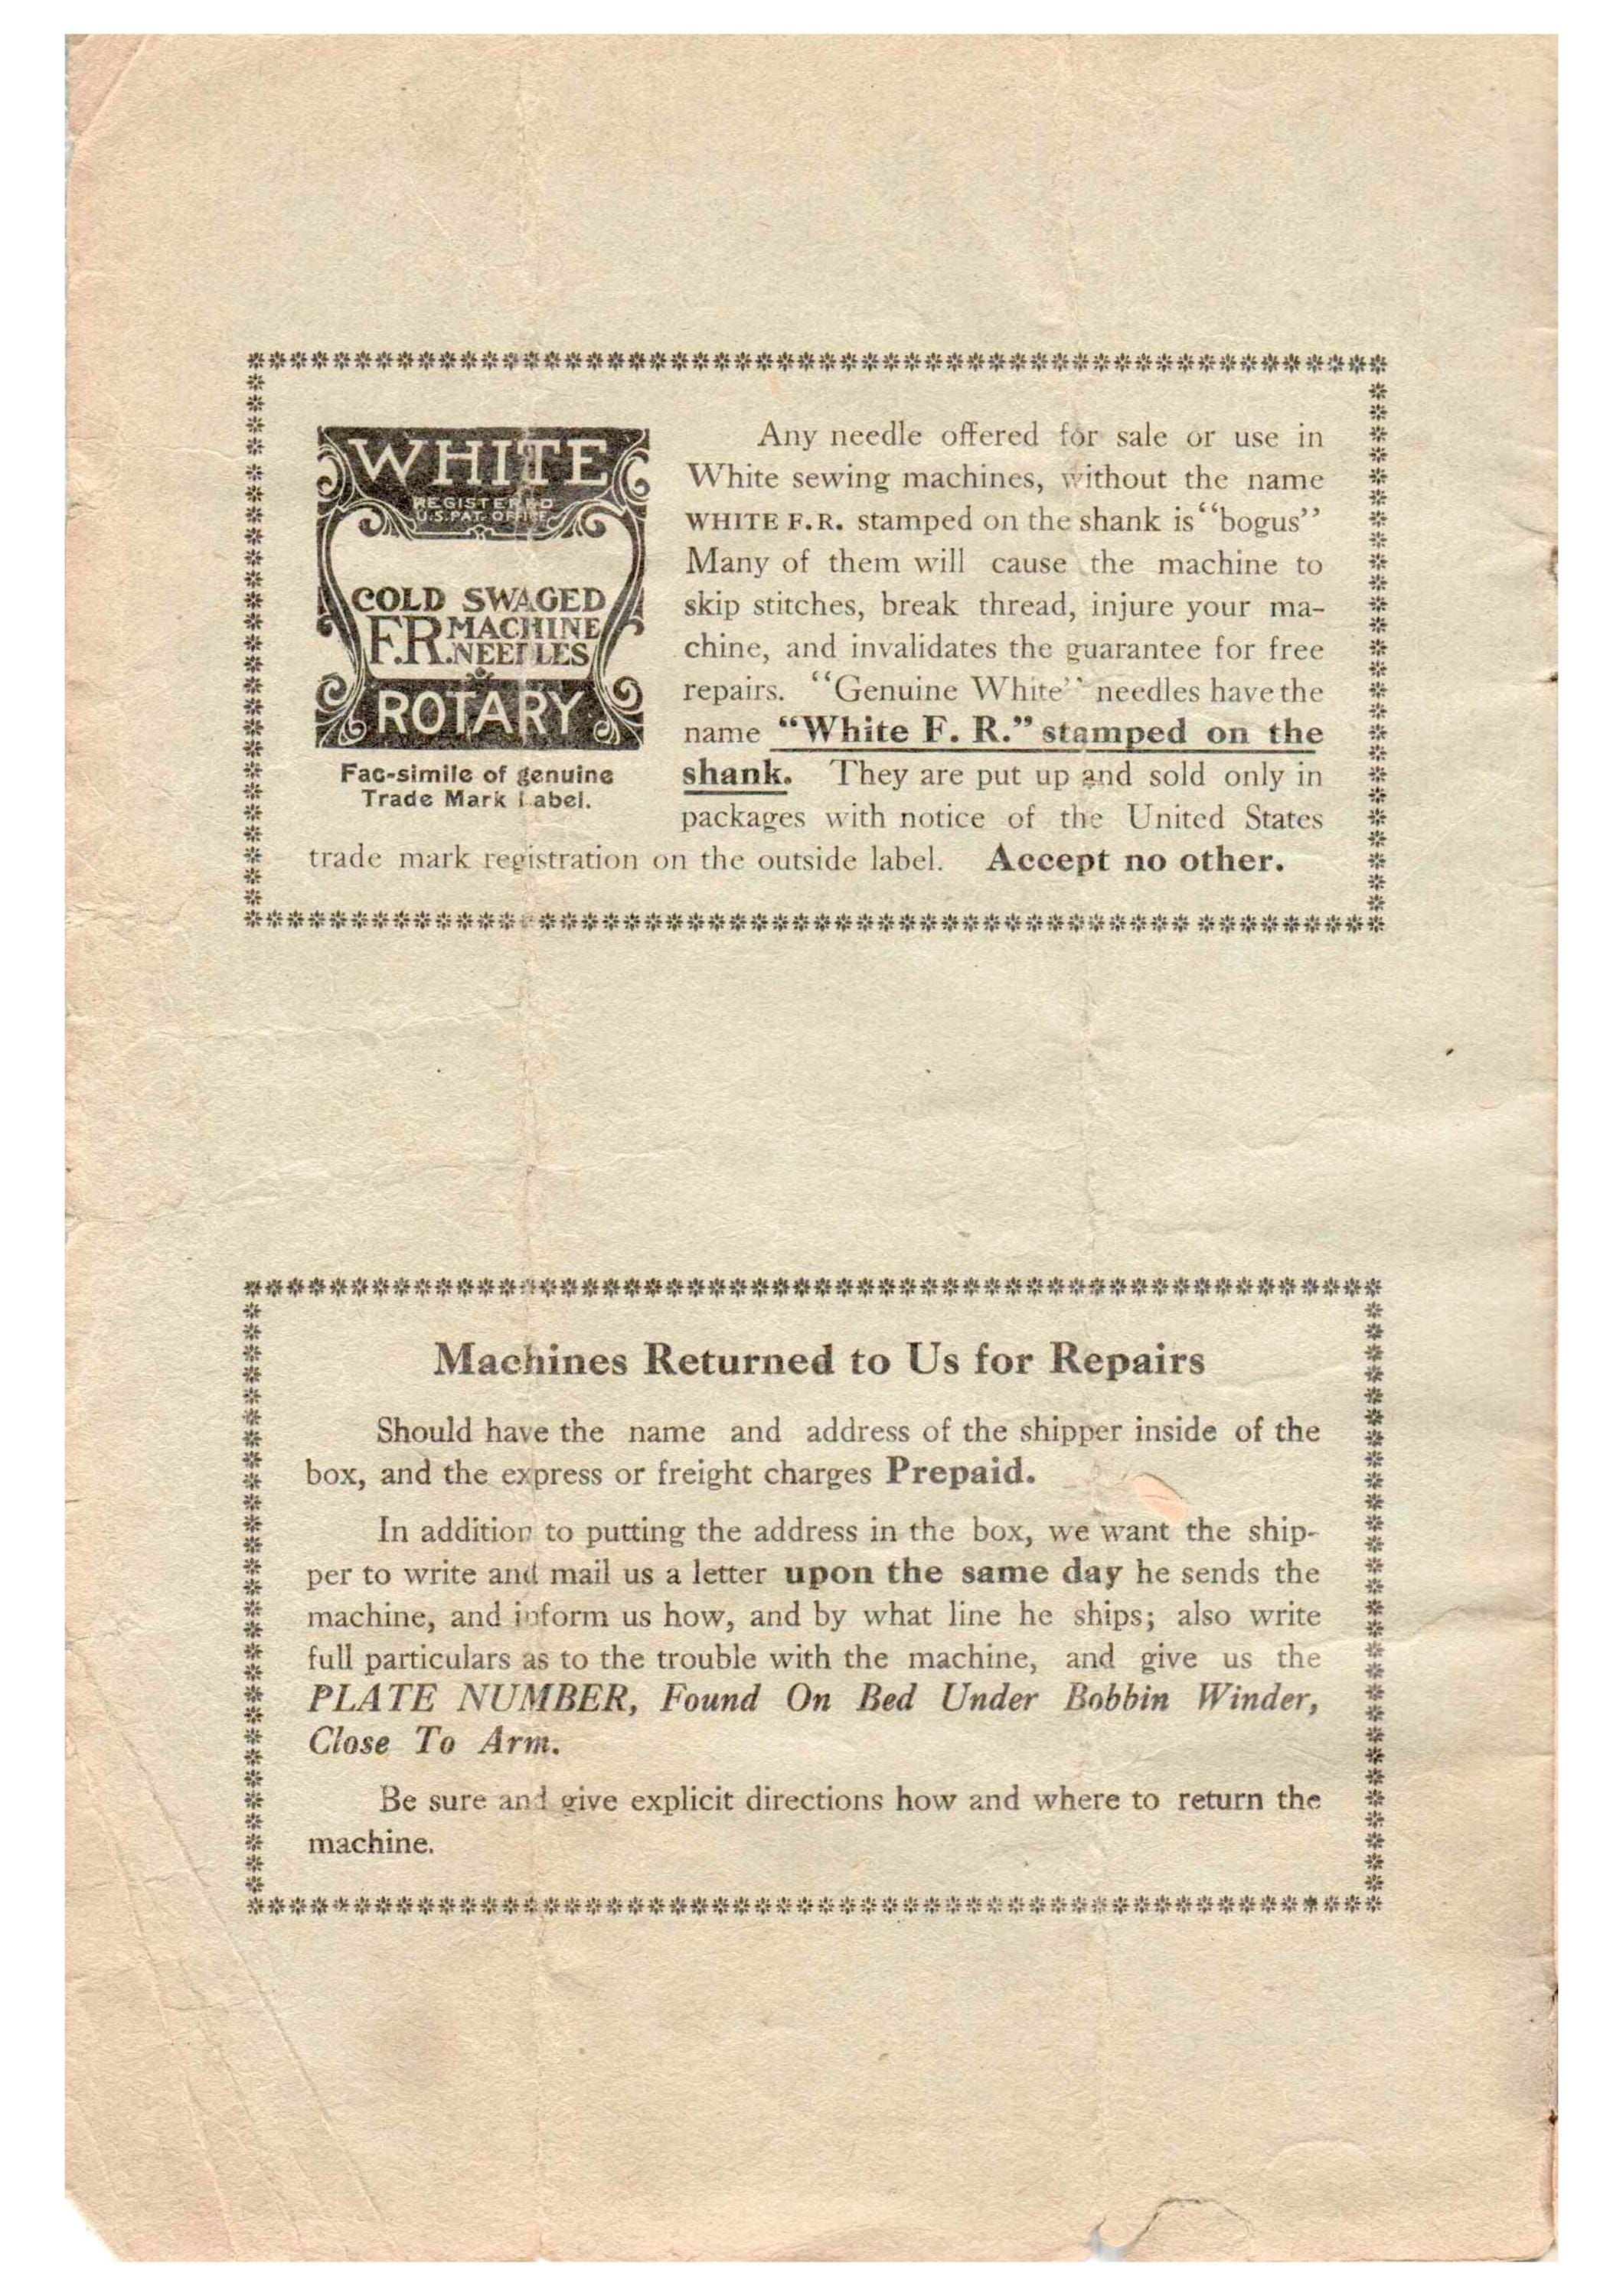 WHITE
REGISTERED
U.S. PAT. OFFICE
COLD SWAGED
F.R. MACHINE
NEEDLES
ROTARY
Fac-simile of genuine
Trade Mark Label.
Any needle offered for sale or use in
White sewing machines, without the name
WHITE F.R. stamped on the shank is “bogus”
Many of them will cause the machine to
skip stitches, break thread, injure your ma-
chine, and invalidates the guarantee for free
repairs. “Genuine White” needles have the
name “White F. R.” stamped on the
shank. They are put up and sold only in
packages with notice of the United States
trade mark registration on the outside label. Accept no other.
Machines Returned to Us for Repairs
Should have the name and address of the shipper inside of the
box, and the express or freight charges Prepaid.
In addition to putting the address in the box, we want the ship-
per to write and mail us a letter upon the same day he sends the
machine, and inform us how, and by what line he ships; also write
full particulars as to the trouble with the machine, and give us the
PLATE NUMBER, Found On Bed Under Bobbin Winder,
Close To Arm.
Be sure and give explicit directions how and where to return the
machine.